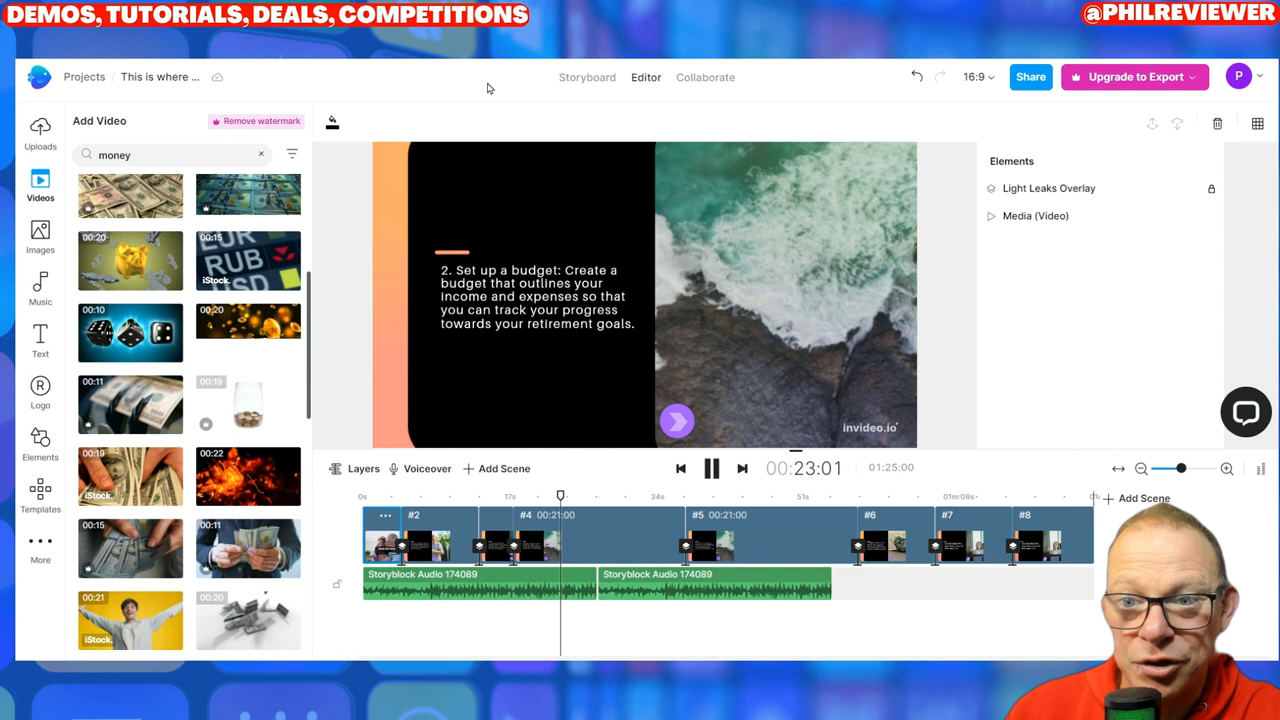 DEMOS, TUTORIALS, DEALS, COMPETITIONS
@PHILREVIEWER
Projects / This is where ...
Storyboard
Editor
Collaborate
16:9
Share
Upgrade to Export
P
Add Video
Remove watermark
money
Uploads
Videos
Images
Music
Text
R
Logo
Elements
Templates
More
00:20
00:15
EUR
RUB
USD
iStock.
00:10
00:20
00:11
00:19
00:19
iStock.
00:22
00:15
00:11
00:21
iStock.
00:20
2. Set up a budget: Create a
budget that outlines your
income and expenses so that
you can track your progress
towards your retirement goals.
invideo.io
Elements
Light Leaks Overlay
Media (Video)
Layers
Voiceover
Add Scene
00:23:01
01:25:00
0s
17s
34s
51s
01m:08s
Add Scene
#2
#4 00:21:00
#5 00:21:00
#6
#7
#8
Storyblock Audio 174089
Storyblock Audio 174089